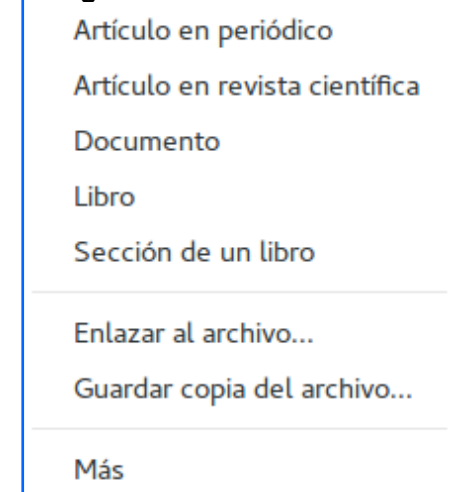 Artículo en periódico
Artículo en revista científica
Documento
Libro
Sección de un libro
Enlazar al archivo...
Guardar copia del archivo...
Más